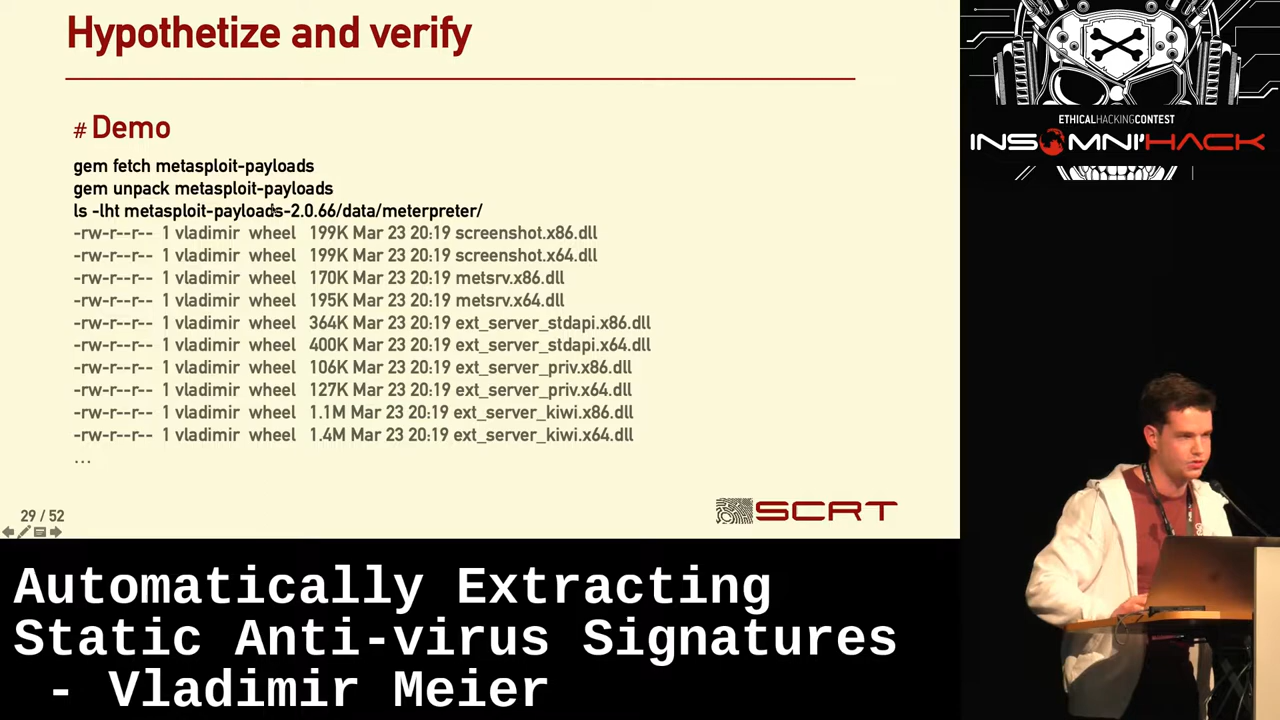 Hypothetize and verify
# Demo
gem fetch metasploit-payloads
gem unpack metasploit-payloads
ls -lht metasploit-payloads-2.0.66/data/meterpreter/
-rw-r--r-- 1 vladimir wheel 199K Mar 23 20:19 screenshot.x86.dll
-rw-r--r-- 1 vladimir wheel 199K Mar 23 20:19 screenshot.x64.dll
-rw-r--r-- 1 vladimir wheel 170K Mar 23 20:19 metsrv.x86.dll
-rw-r--r-- 1 vladimir wheel 195K Mar 23 20:19 metsrv.x64.dll
-rw-r--r-- 1 vladimir wheel 364K Mar 23 20:19 ext_server_stdapi.x86.dll
-rw-r--r-- 1 vladimir wheel 400K Mar 23 20:19 ext_server_stdapi.x64.dll
-rw-r--r-- 1 vladimir wheel 106K Mar 23 20:19 ext_server_priv.x86.dll
-rw-r--r-- 1 vladimir wheel 127K Mar 23 20:19 ext_server_priv.x64.dll
-rw-r--r-- 1 vladimir wheel 1.1M Mar 23 20:19 ext_server_kiwi.x86.dll
-rw-r--r-- 1 vladimir wheel 1.4M Mar 23 20:19 ext_server_kiwi.x64.dll
...
29 / 52
SCRT
ETHICALHACKINGCONTEST
INSOMNI'HACK
Automatically Extracting
Static Anti-virus Signatures
- Vladimir Meier